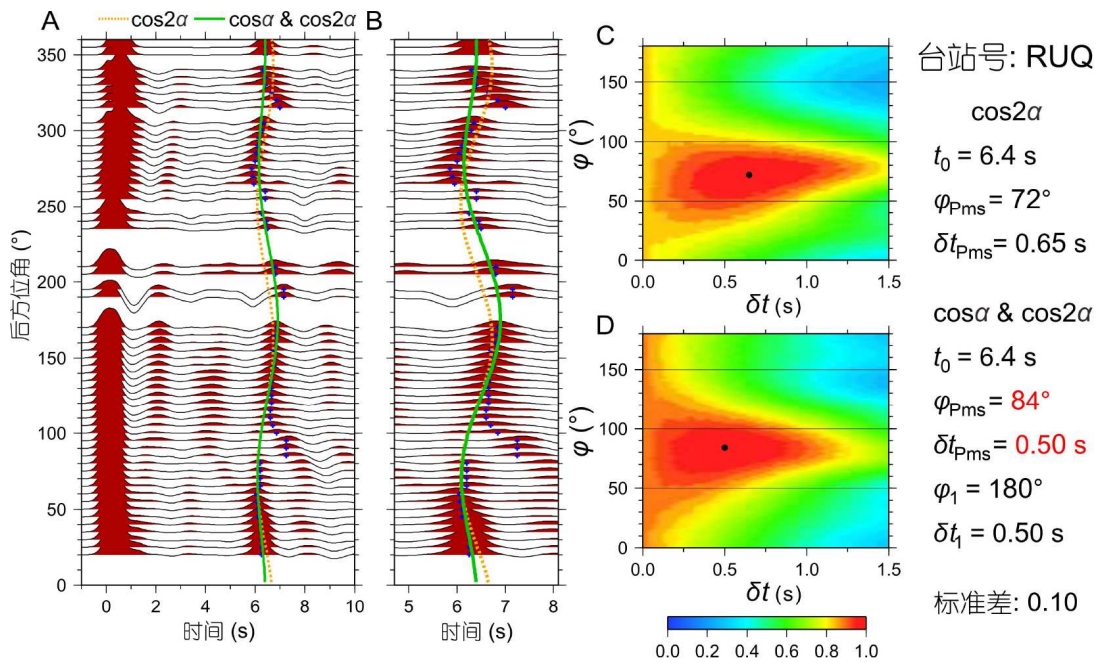 A
cos2α
cosα & cos2α
B
后方位角 (°)
360
300
250
200
150
100
50
0
0
2
4
6
8
10
时间 (s)
5
6
7
8
时间 (s)
C
φ (°)
150
100
50
0
0.0
0.5
1.0
1.5
δt (s)
D
φ (°)
150
100
50
0
0.0
0.5
1.0
1.5
δt (s)
0.0
0.2
0.4
0.6
0.8
1.0
台站号: RUQ
cos2α
t0 = 6.4 s
φPms = 72°
δtPms = 0.65 s
cosα & cos2α
t0 = 6.4 s
φPms = 84°
δtPms = 0.50 s
φ1 = 180°
δt1 = 0.50 s
标准差: 0.10